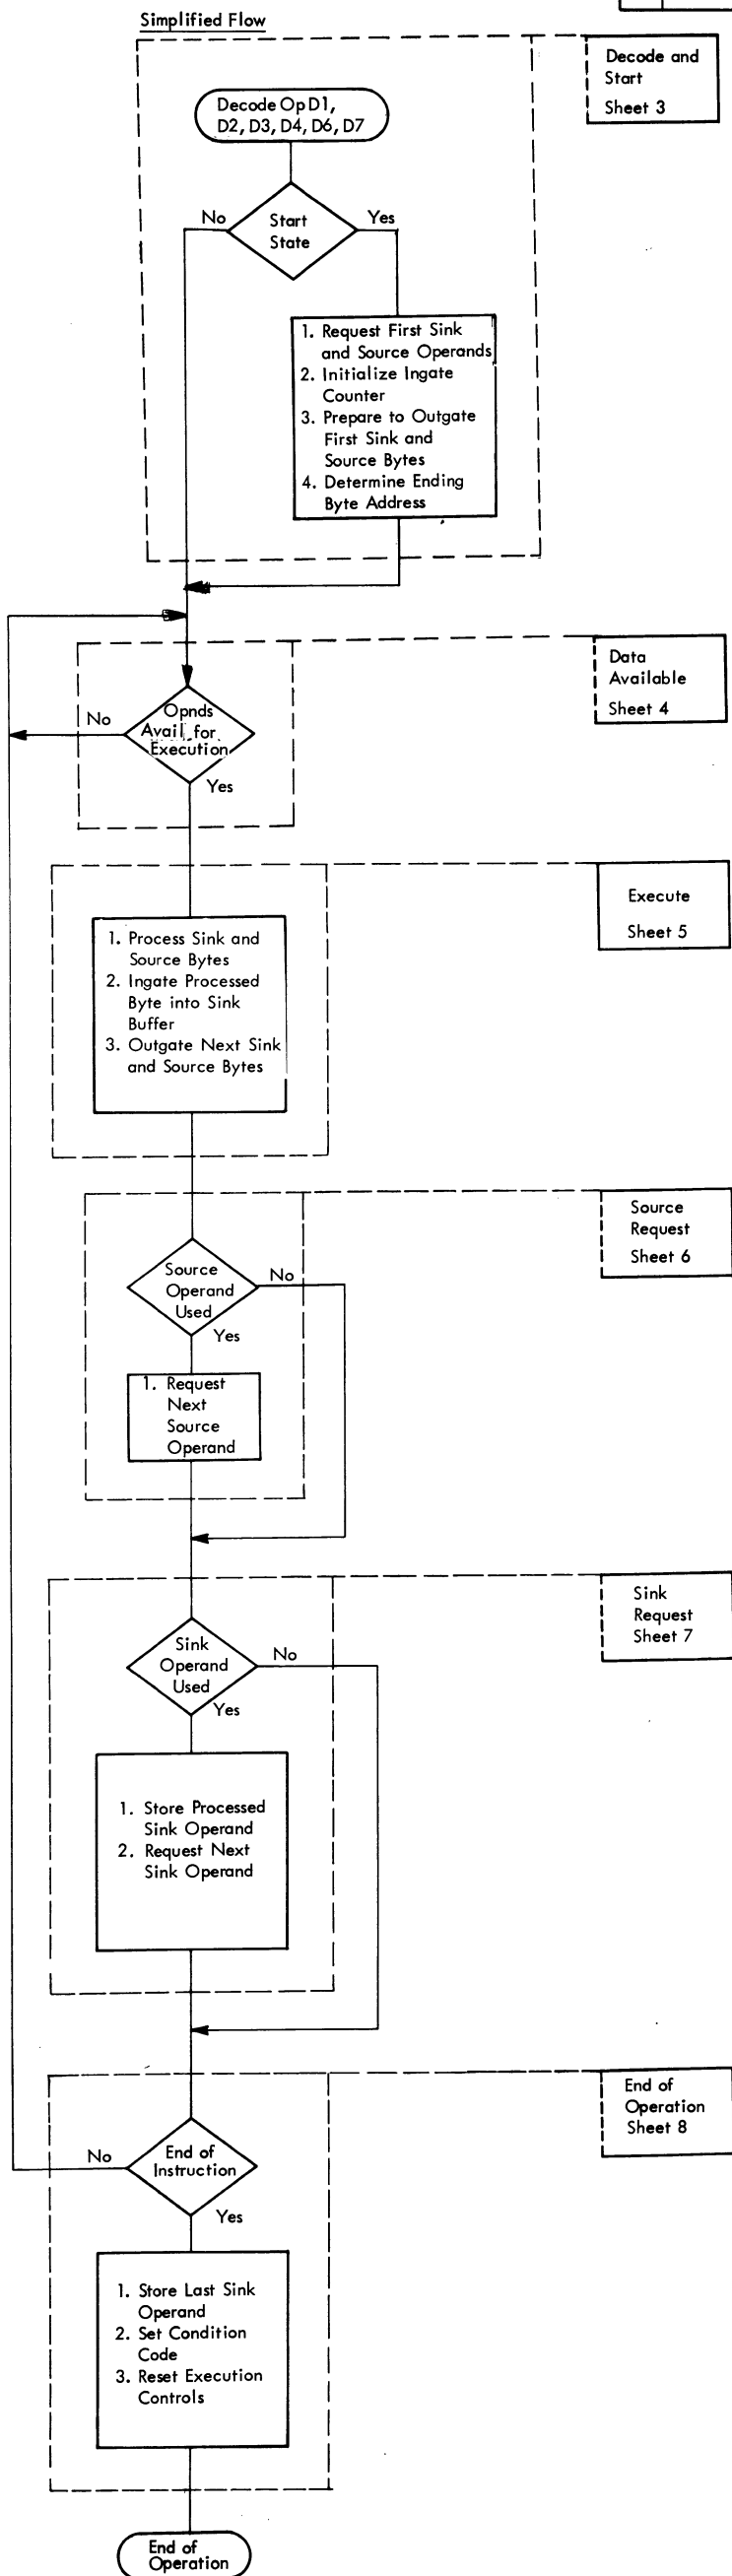 Simplified Flow
Decode and
Start
Sheet 3
Decode Op D1,
D2, D3, D4, D6, D7
No
Start
State
Yes
1. Request First Sink
and Source Operands
2. Initialize Ingate
Counter
3. Prepare to Outgate
First Sink and
Source Bytes
4. Determine Ending
Byte Address
Data
Available
Sheet 4
No
Opnds
Avail for
Execution
Yes
Execute
Sheet 5
1. Process Sink and
Source Bytes
2. Ingate Processed
Byte into Sink
Buffer
3. Outgate Next Sink
and Source Bytes
Source
Request
Sheet 6
Source
Operand
Used
No
Yes
1. Request
Next
Source
Operand
Sink
Request
Sheet 7
Sink
Operand
Used
No
Yes
1. Store Processed
Sink Operand
2. Request Next
Sink Operand
End of
Operation
Sheet 8
No
End of
Instruction
Yes
1. Store Last Sink
Operand
2. Set Condition
Code
3. Reset Execution
Controls
End of
Operation